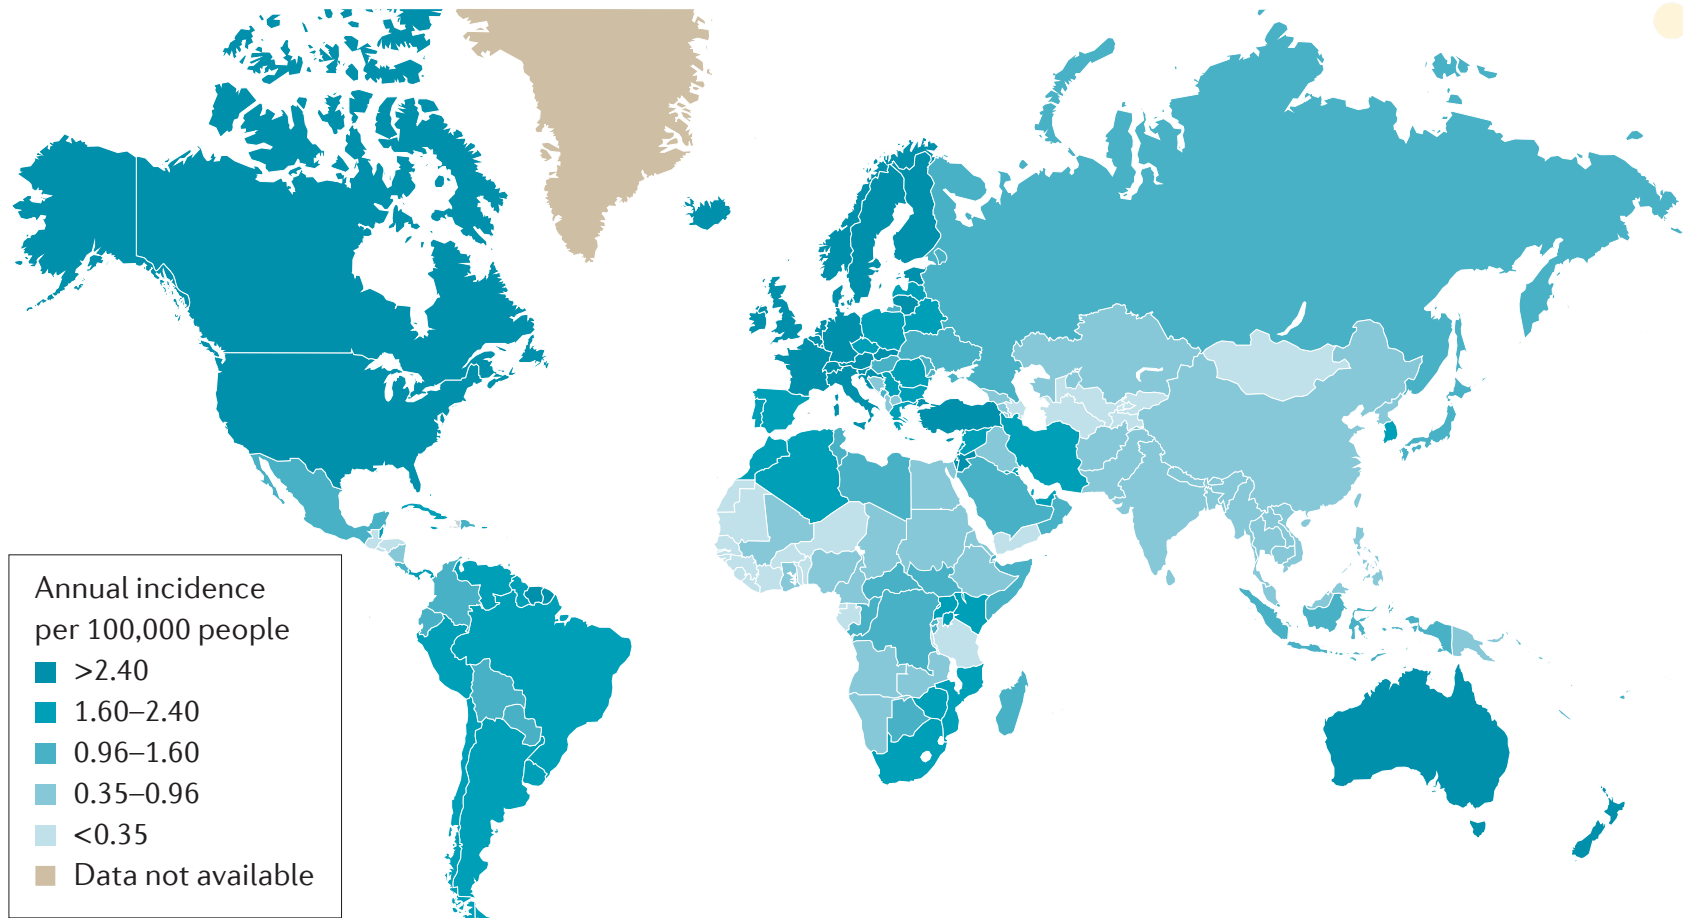 Annual incidence
per 100,000 people
>2.40
1.60–2.40
0.96–1.60
0.35–0.96
<0.35
Data not available